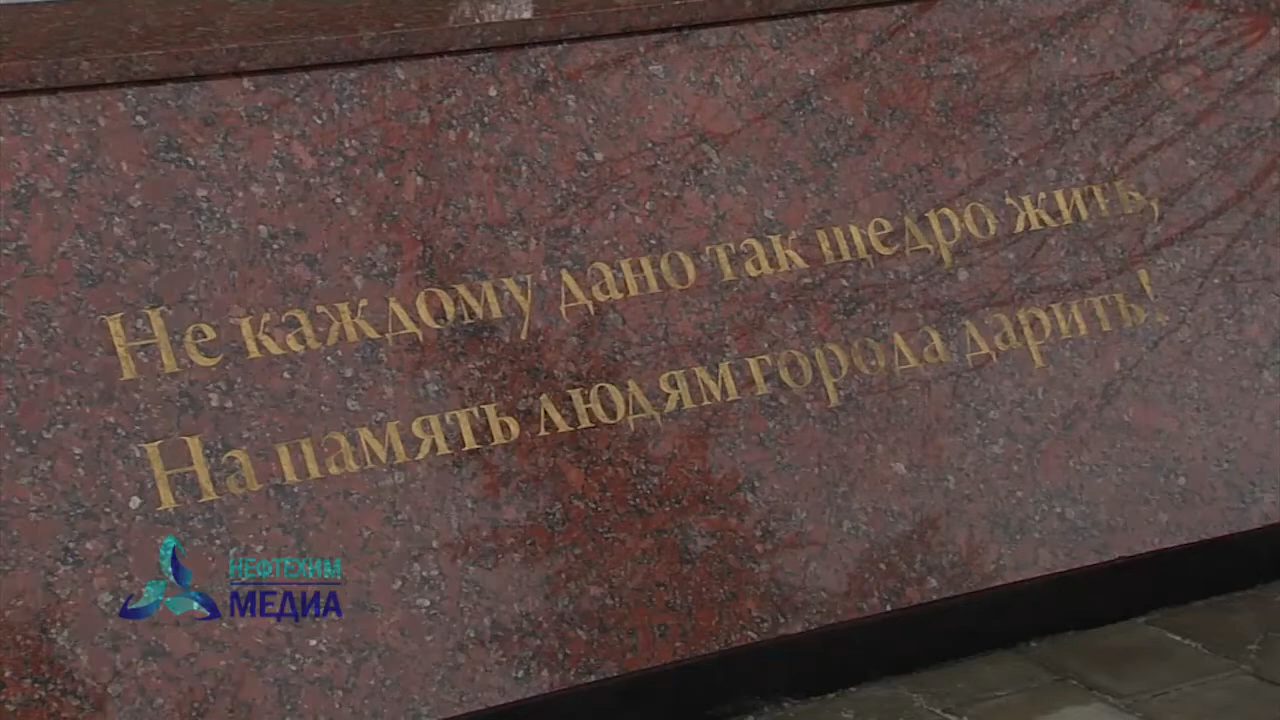 Не каждому дано так щедро жить,
На память людям города дарить!
НЕФТЕХИМ
МЕДИА